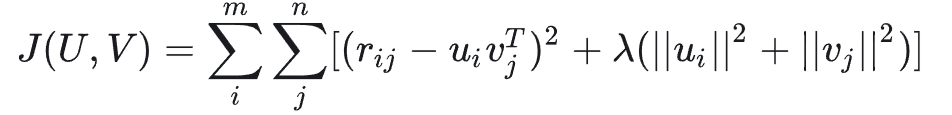 J(U, V) = \sum_{i}^{m} \sum_{j}^{n} [(r_{ij} - u_i v_j^T)^2 + \lambda(||u_i||^2 + ||v_j||^2)]